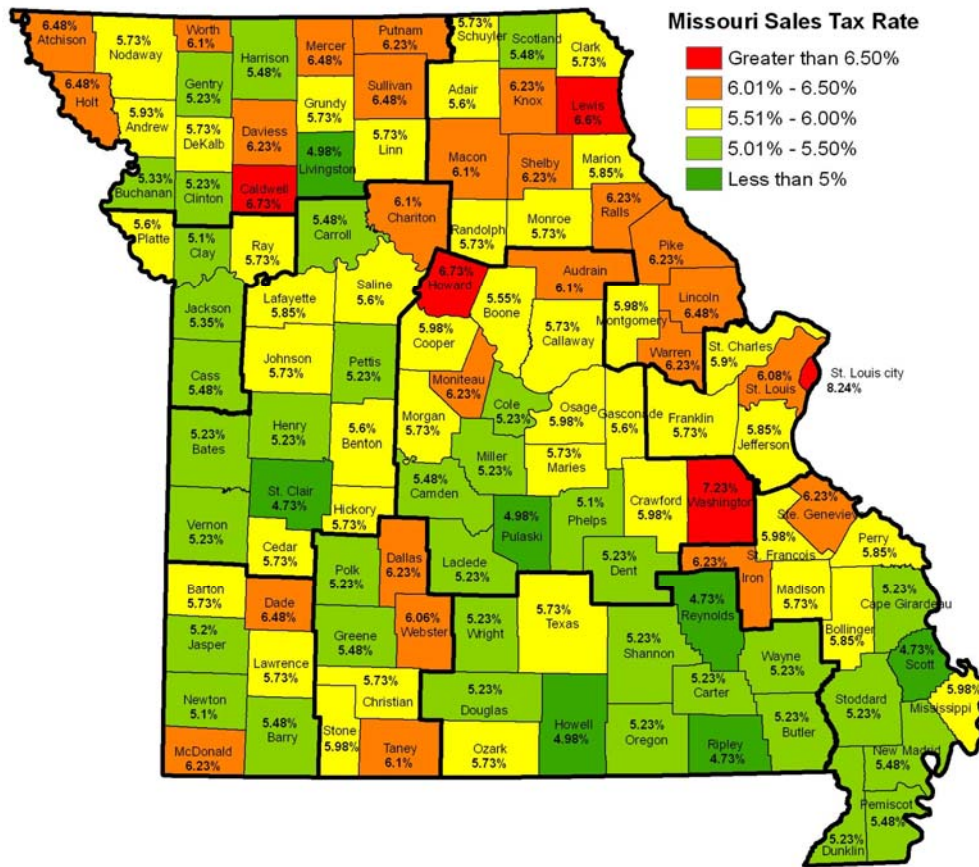 Missouri Sales Tax Rate
Greater than 6.50%
6.01% - 6.50%
5.51% - 6.00%
5.01% - 5.50%
Less than 5%
6.48%
Atchison
5.73%
Nodaway
Worth
6.1%
Harrison
5.48%
Mercer
6.48%
Putnam
6.23%
5.73%
Schuyler
Scotland
5.48%
Clark
5.73%
6.48%
Holt
Gentry
5.23%
Sullivan
6.48%
Adair
5.6%
6.23%
Knox
Lewis
6.6%
5.93%
Andrew
5.73%
DeKalb
Daviess
6.23%
Grundy
5.73%
4.98%
Livingston
5.73%
Linn
Macon
6.1%
Shelby
6.23%
Marion
5.85%
5.33%
Buchanan
5.23%
Clinton
Caldwell
6.73%
5.48%
Carroll
6.1%
Chariton
Randolph
5.73%
Monroe
5.73%
6.23%
Ralls
5.6%
Platte
5.1%
Clay
Ray
5.73%
Pike
6.23%
Jackson
5.35%
Lafayette
5.85%
Saline
5.6%
6.73%
Howard
5.55%
Boone
Audrain
6.1%
5.98%
Montgomery
Lincoln
6.48%
Cass
5.48%
Johnson
5.73%
Pettis
5.23%
5.98%
Cooper
5.73%
Callaway
Warren
6.23%
St. Charles
5.9%
6.08%
St. Louis
St. Louis city
8.24%
Moniteau
6.23%
Cole
5.23%
Osage
5.98%
Gasconade
5.6%
Franklin
5.73%
5.85%
Jefferson
5.23%
Bates
Henry
5.23%
5.6%
Benton
Morgan
5.73%
Miller
5.23%
5.73%
Maries
St. Clair
4.73%
Hickory
5.73%
5.48%
Camden
4.98%
Pulaski
5.1%
Phelps
Crawford
5.98%
7.23%
Washington
6.23%
Ste. Genevieve
5.98%
St. Francois
Perry
5.85%
Vernon
5.23%
Cedar
5.73%
Polk
5.23%
Dallas
6.23%
Laclede
5.23%
5.23%
Dent
6.23%
Iron
Madison
5.73%
Bollinger
5.85%
5.23%
Cape Girardeau
Barton
5.73%
Dade
6.48%
Greene
5.48%
6.06%
Webster
5.23%
Wright
5.73%
Texas
5.23%
Shannon
4.73%
Reynolds
Wayne
5.23%
4.73%
Scott
5.2%
Jasper
Lawrence
5.73%
5.73%
Christian
5.23%
Douglas
5.23%
Carter
Stoddard
5.23%
5.98%
Mississippi
Newton
5.1%
5.48%
Barry
Stone
5.98%
Howell
4.98%
5.23%
Oregon
Ripley
4.73%
5.23%
Butler
New Madrid
5.48%
McDonald
6.23%
Taney
6.1%
Ozark
5.73%
Pemiscot
5.48%
5.23%
Dunklin